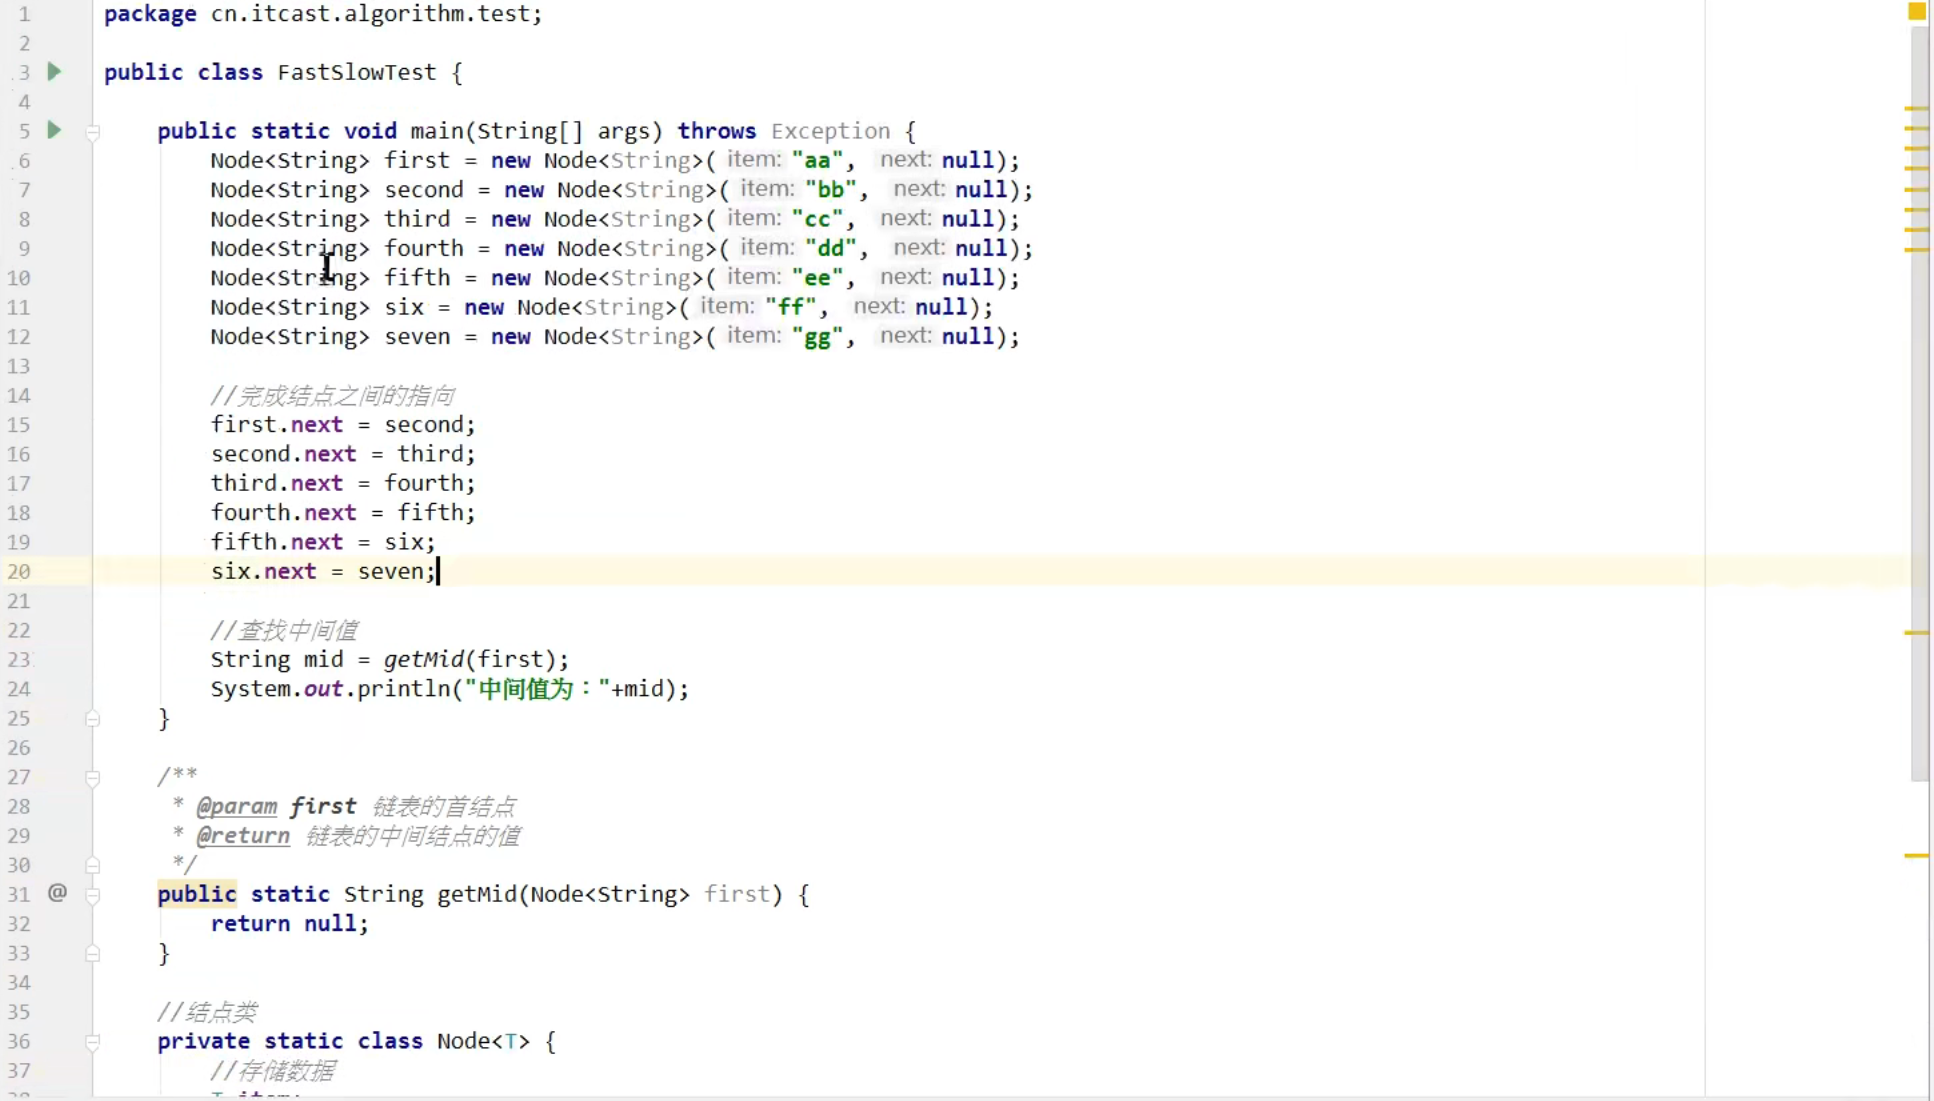 1 package cn.itcast.algorithm.test;
2
3 public class FastSlowTest {
4
5 public static void main(String[] args) throws Exception {
6 Node<String> first = new Node<String>( item: "aa", next: null);
7 Node<String> second = new Node<String>( item: "bb", next: null);
8 Node<String> third = new Node<String>( item: "cc", next: null);
9 Node<String> fourth = new Node<String>( item: "dd", next: null);
10 Node<String> fifth = new Node<String>( item: "ee", next: null);
11 Node<String> six = new Node<String>( item: "ff", next: null);
12 Node<String> seven = new Node<String>( item: "gg", next: null);
13
14 //完成结点之间的指向
15 first.next = second;
16 second.next = third;
17 third.next = fourth;
18 fourth.next = fifth;
19 fifth.next = six;
20 six.next = seven;
21
22 //查找中间值
23 String mid = getMid(first);
24 System.out.println("中间值为："+mid);
25 }
26
27 /**
28 * @param first 链表的首结点
29 * @return 链表的中间结点的值
30 */
31 @ public static String getMid(Node<String> first) {
32 return null;
33 }
34
35 //结点类
36 private static class Node<T> {
37 //存储数据